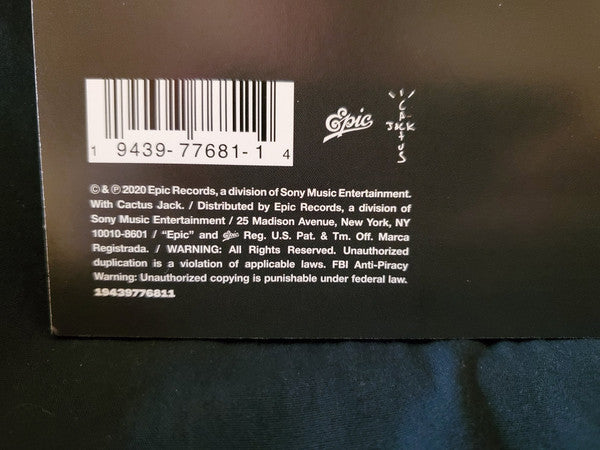 1 9439-77681-1 4
Epic
CA-
JACK
TUS
© & ℗ 2020 Epic Records, a division of Sony Music Entertainment.
With Cactus Jack. / Distributed by Epic Records, a division of
Sony Music Entertainment / 25 Madison Avenue, New York, NY
10010-8601 / “Epic” and Epic Reg. U.S. Pat. & Tm. Off. Marca
Registrada. / WARNING: All Rights Reserved. Unauthorized
duplication is a violation of applicable laws. FBI Anti-Piracy
Warning: Unauthorized copying is punishable under federal law.
19439776811